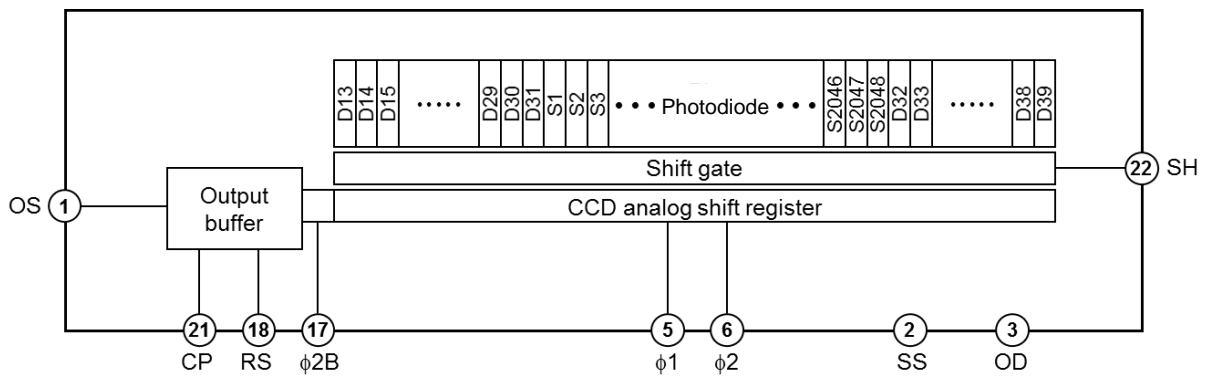 D13 D14 D15 ····· D29 D30 D31 S1 S2 S3 ••• Photodiode ••• S2046 S2047 S2048 D32 D33 ····· D38 D39
Shift gate
22 SH
OS 1
Output
buffer
CCD analog shift register
21 18 17 5 6 2 3
CP RS ϕ2B ϕ1 ϕ2 SS OD